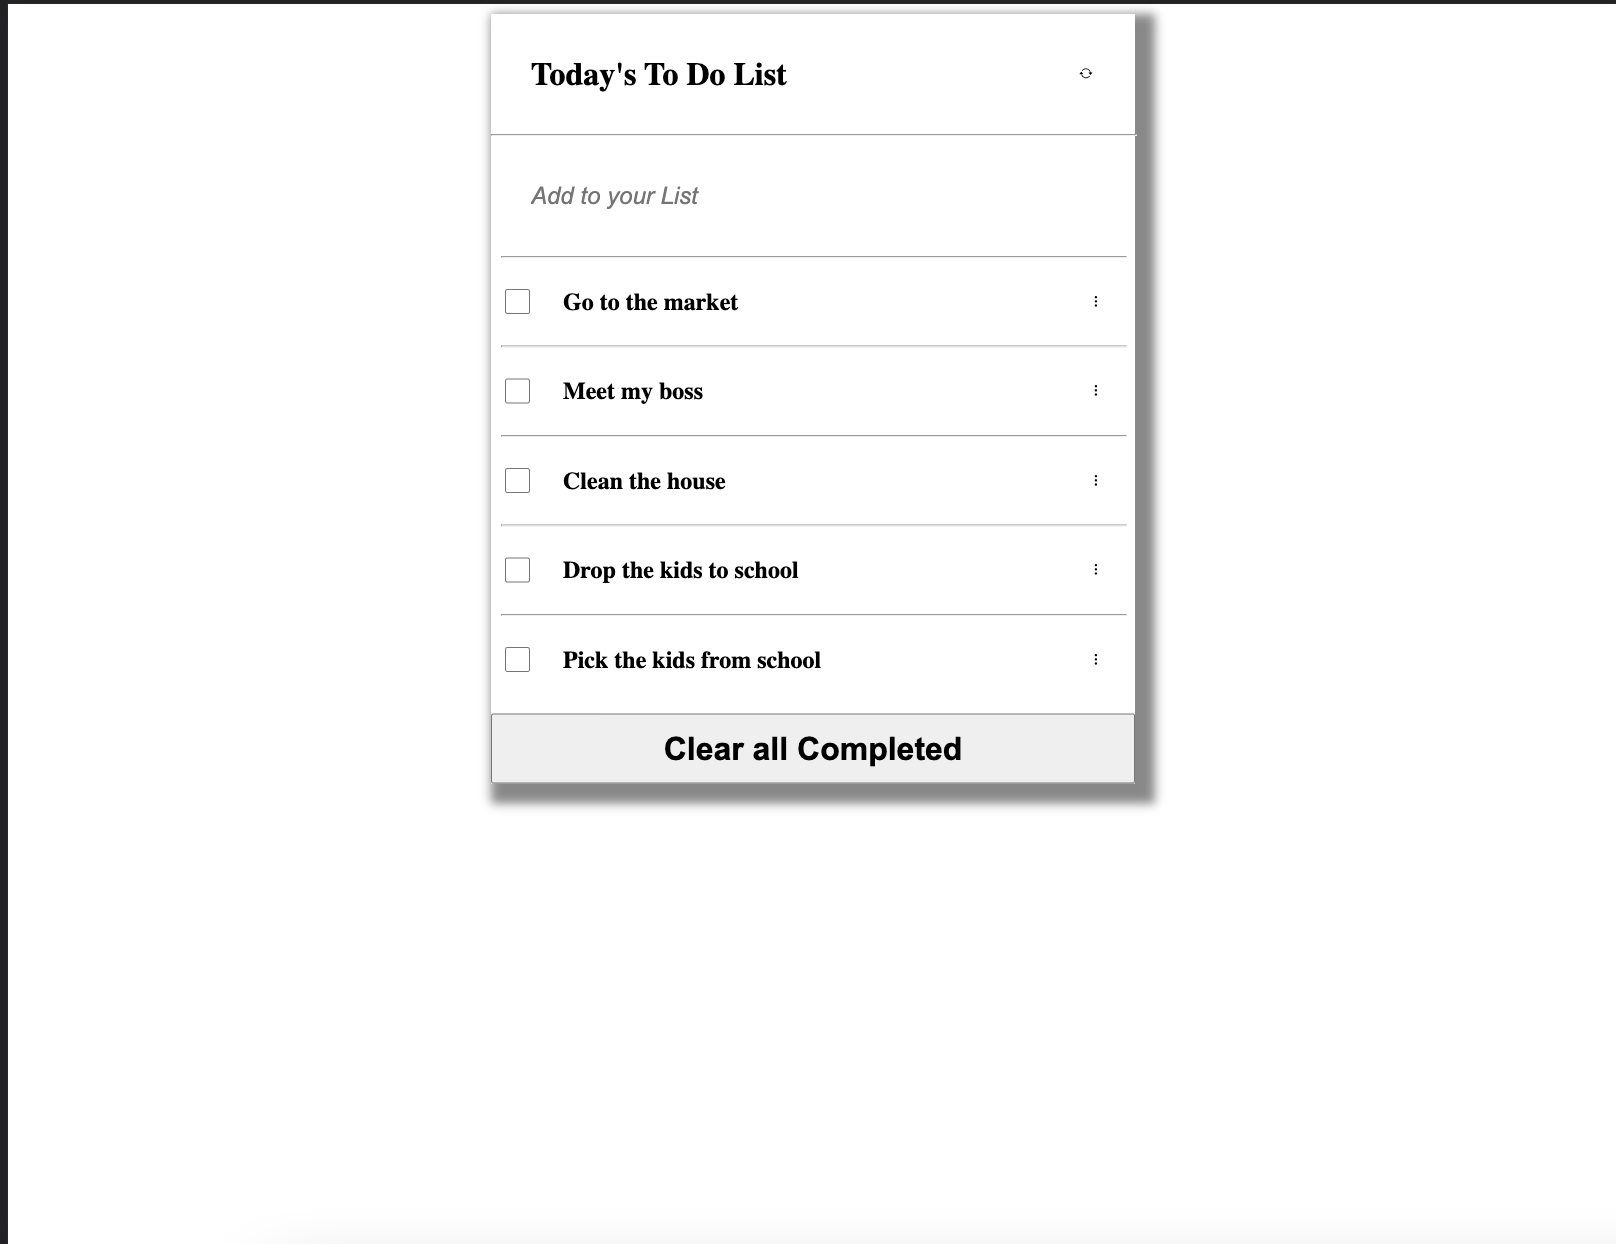 Today's To Do List
Add to your List
Go to the market
Meet my boss
Clean the house
Drop the kids to school
Pick the kids from school
Clear all Completed